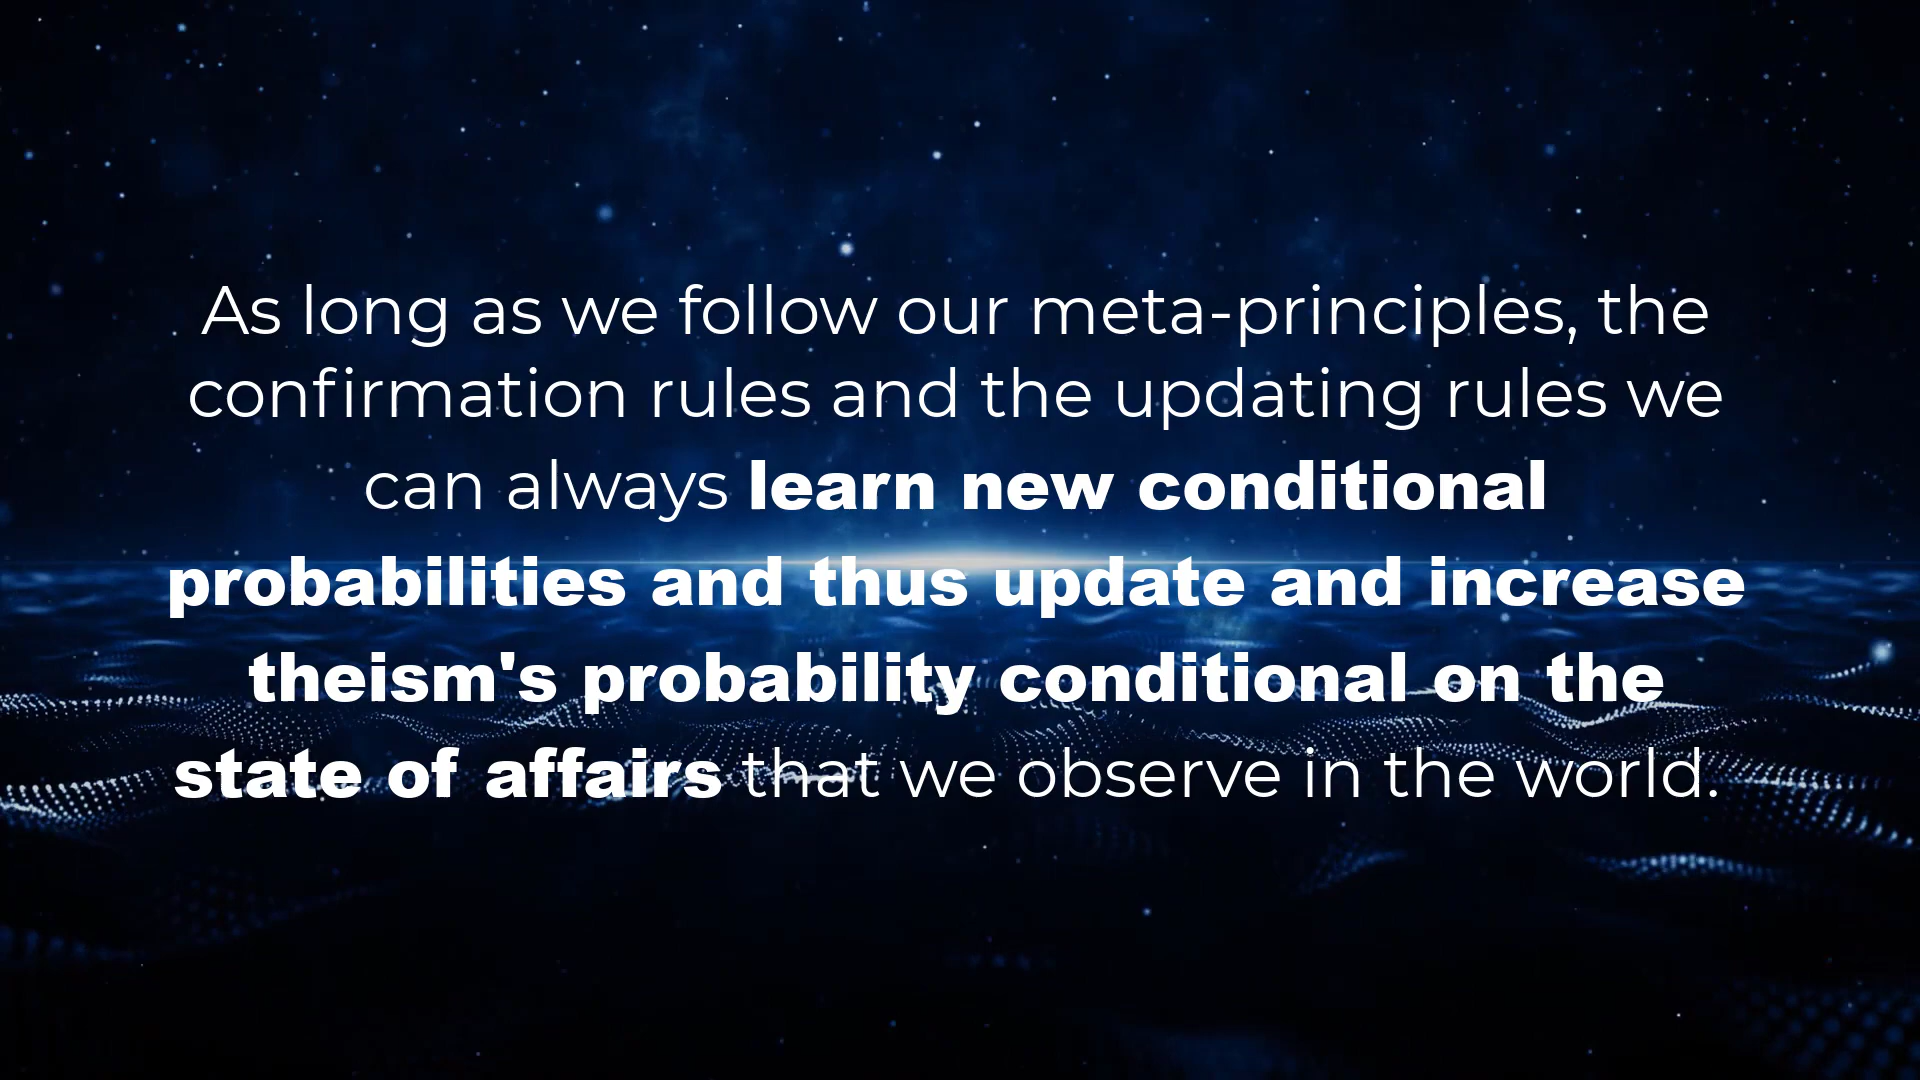 As long as we follow our meta-principles, the
confirmation rules and the updating rules we
can always learn new conditional
probabilities and thus update and increase
theism's probability conditional on the
state of affairs that we observe in the world.